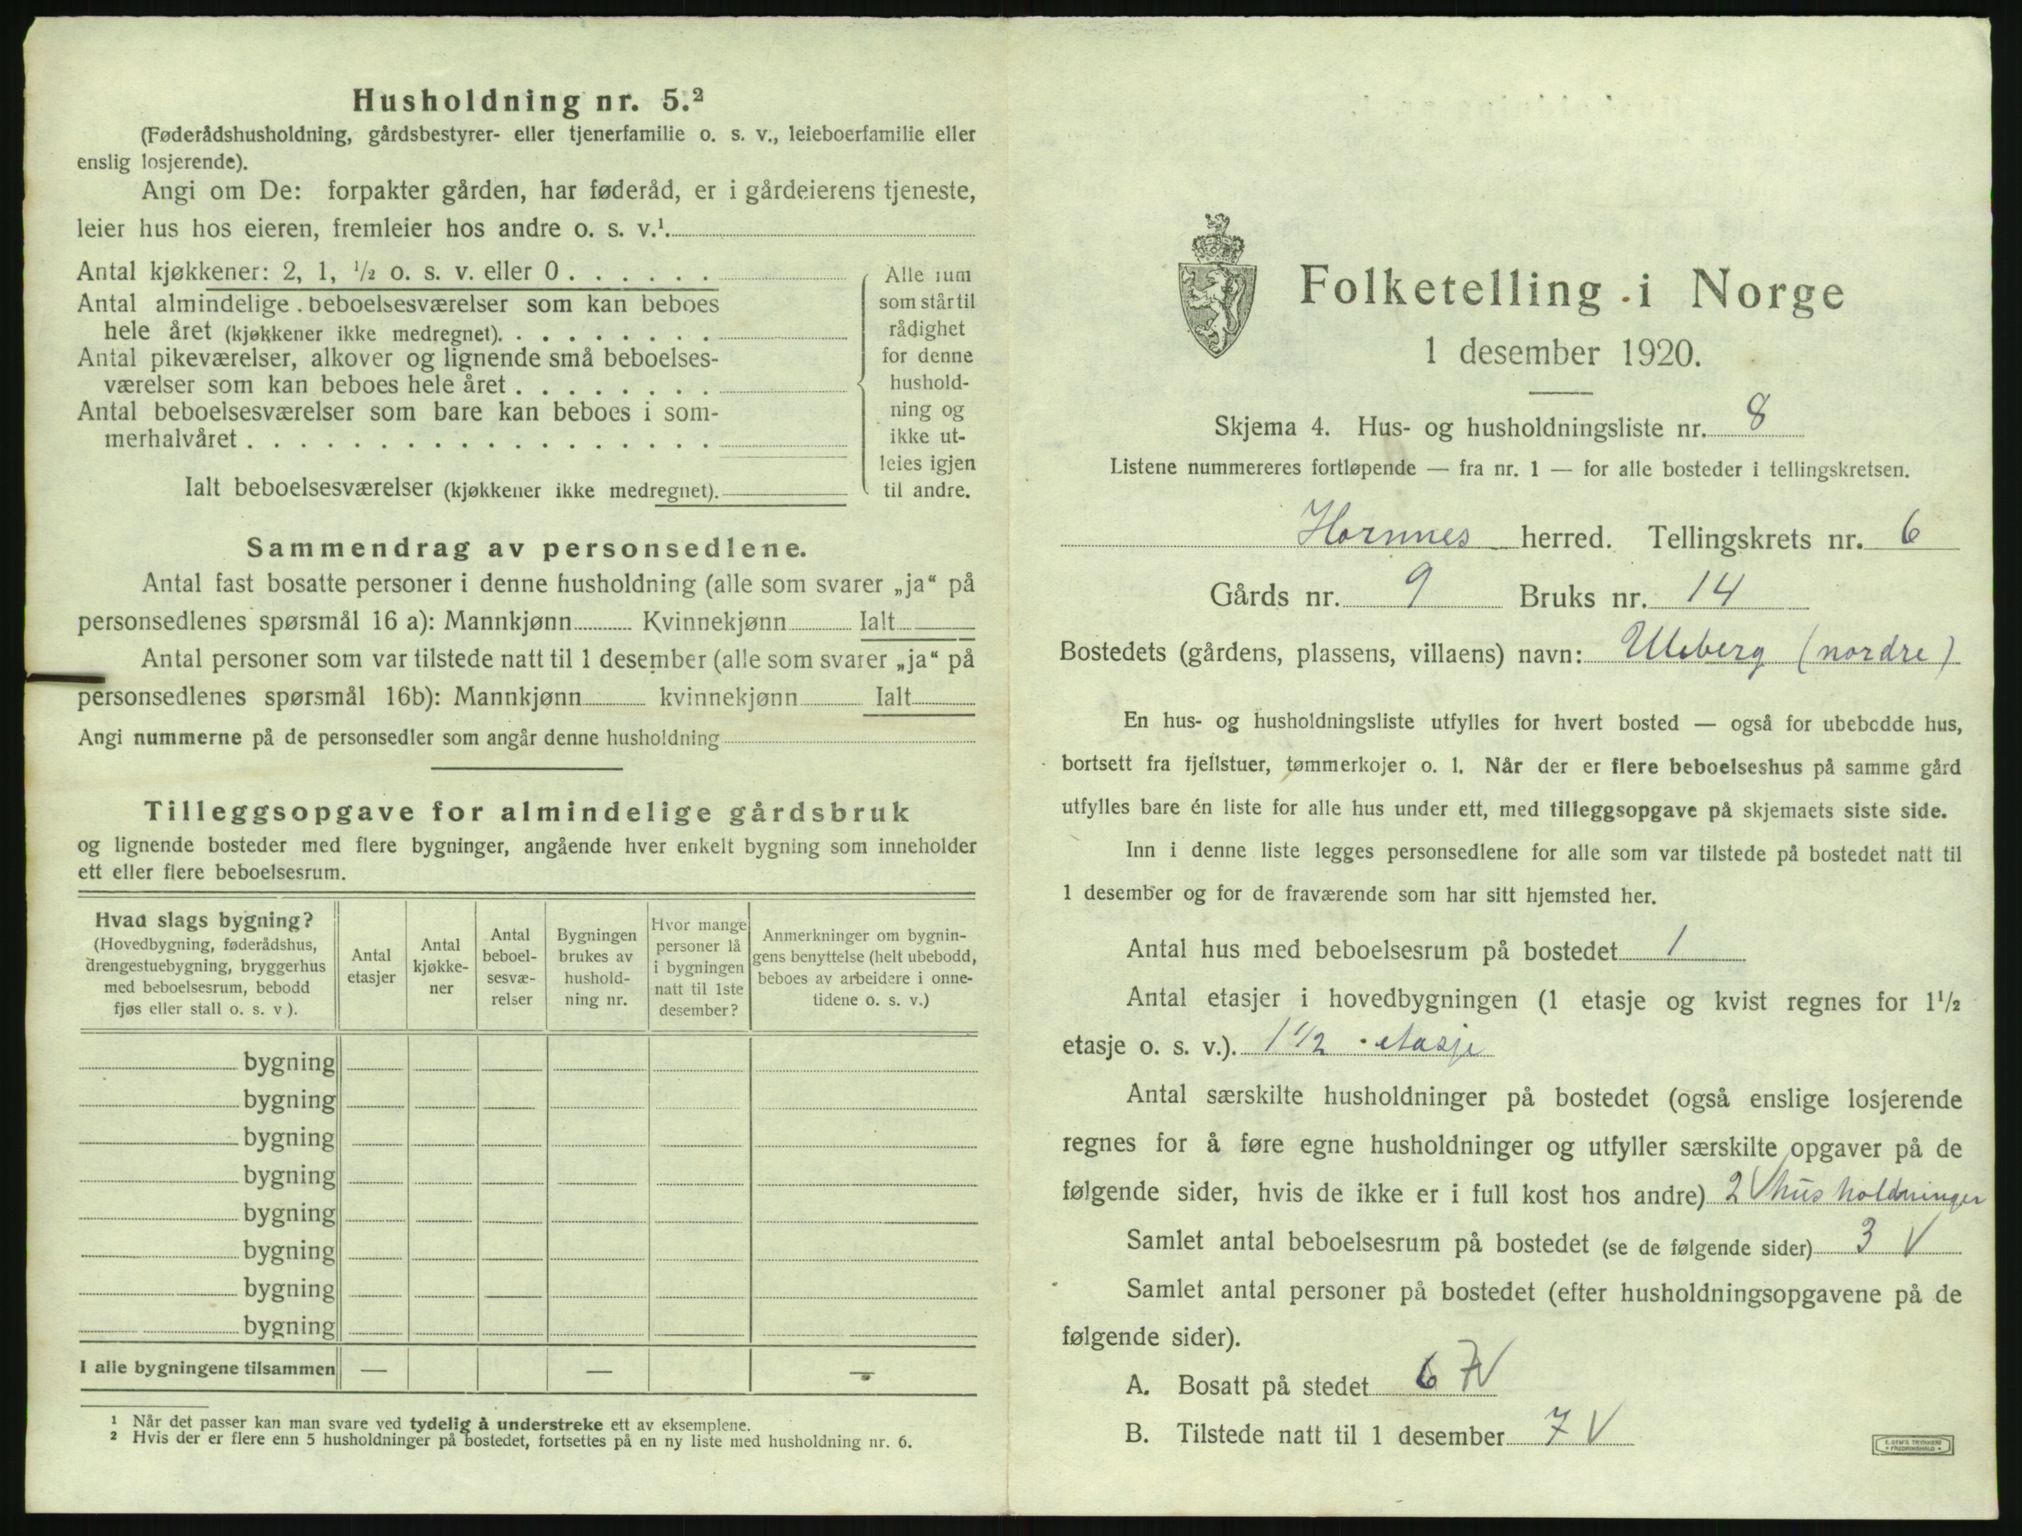 Husholdning nr. 5.²
(Føderådshusholdning, gårdsbestyrer- eller tjenerfamilie o. s. v., leieboerfamilie eller
enslig losjerende).
Angi om De: forpakter gården, har føderåd, er i gårdeierens tjeneste,
leier hus hos eieren, fremleier hos andre o. s. v.¹
Antal kjøkkener: 2, 1, ½ o. s. v. eller 0 . . . . . .
Antal almindelige beboelsesværelser som kan beboes
hele året (kjøkkener ikke medregnet). . . . . . . . .
Antal pikeværelser, alkover og lignende små beboelses-
værelser som kan beboes hele året . . . . . . . .
Antal beboelsesværelser som bare kan beboes i som-
merhalvåret . . . . . . . . . . . . . . . . . .
Ialt beboelsesværelser (kjøkkener ikke medregnet).
Alle rum
som står til
rådighet
for denne
hushold-
ning og
ikke ut-
leies igjen
til andre.
Sammendrag av personsedlene.
Antal fast bosatte personer i denne husholdning (alle som svarer „ja“ på
personsedlenes spørsmål 16 a): Mannkjønn Kvinnekjønn Ialt
Antal personer som var tilstede natt til 1 desember (alle som svarer „ja“ på
personsedlenes spørsmål 16b): Mannkjønn kvinnekjønn Ialt
Angi nummerne på de personsedler som angår denne husholdning
Tilleggsopgave for almindelige gårdsbruk
og lignende bosteder med flere bygninger, angående hver enkelt bygning som inneholder
ett eller flere beboelsesrum.
Hvad slags bygning?
(Hovedbygning, føderådshus,
drengestuebygning, bryggerhus
med beboelsesrum, bebodd
fjøs eller stall o. s. v ).
Antal
etasjer
Antal
kjøkke-
ner
Antal
beboel-
sesvæ-
relser
Bygningen
brukes av
hushold-
ning nr.
Hvor mange
personer lå
i bygningen
natt til 1ste
desember?
Anmerkninger om bygnin-
gens benyttelse (helt ubebodd,
beboes av arbeidere i onne-
tidene o. s. v.)
bygning
bygning
bygning
bygning
bygning
bygning
bygning
bygning
I alle bygningene tilsammen — — —
¹ Når det passer kan man svare ved tydelig å understreke ett av eksemplene.
² Hvis der er flere enn 5 husholdninger på bostedet, fortsettes på en ny liste med husholdning nr. 6.
Folketelling i Norge
1 desember 1920.
Skjema 4. Hus- og husholdningsliste nr. 8
Listene nummereres fortløpende — fra nr. 1 — for alle bosteder i tellingskretsen.
Hornnes herred. Tellingskrets nr. 6
Gårds nr. 9 Bruks nr. 14
Bostedets (gårdens, plassens, villaens) navn: Uleberg (nordre)
En hus- og husholdningsliste utfylles for hvert bosted — også for ubebodde hus,
bortsett fra fjellstuer, tømmerkojer o. l. Når der er flere beboelseshus på samme gård
utfylles bare én liste for alle hus under ett, med tilleggsopgave på skjemaets siste side.
Inn i denne liste legges personsedlene for alle som var tilstede på bostedet natt til
1 desember og for de fraværende som har sitt hjemsted her.
Antal hus med beboelsesrum på bostedet 1
Antal etasjer i hovedbygningen (1 etasje og kvist regnes for 1½
etasje o. s. v.). 1 ½ etasje
Antal særskilte husholdninger på bostedet (også enslige losjerende
regnes for å føre egne husholdninger og utfyller særskilte opgaver på de
følgende sider, hvis de ikke er i full kost hos andre) 2 V husholdninger
Samlet antal beboelsesrum på bostedet (se de følgende sider) 3 V
Samlet antal personer på bostedet (efter husholdningsopgavene på de
følgende sider).
A. Bosatt på stedet 6 7 V
B. Tilstede natt til 1 desember 7 V